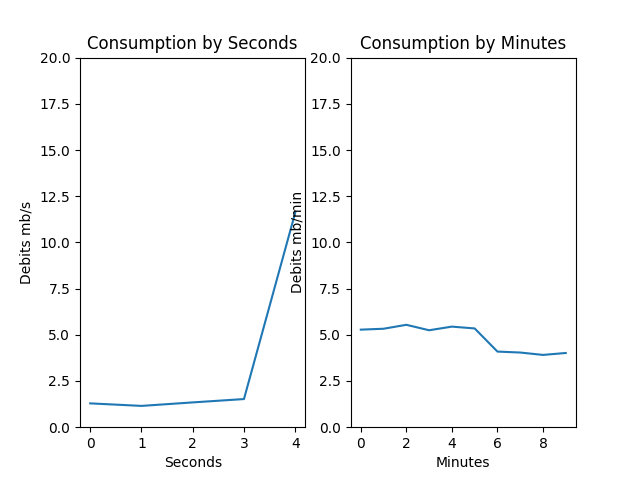 Consumption by Seconds
20.0
17.5
15.0
12.5
10.0
7.5
5.0
2.5
0.0
Debits mb/s
0 1 2 3 4
Seconds
Consumption by Minutes
20.0
17.5
15.0
12.5
10.0
7.5
5.0
2.5
0.0
Debits mb/min
0 2 4 6 8
Minutes